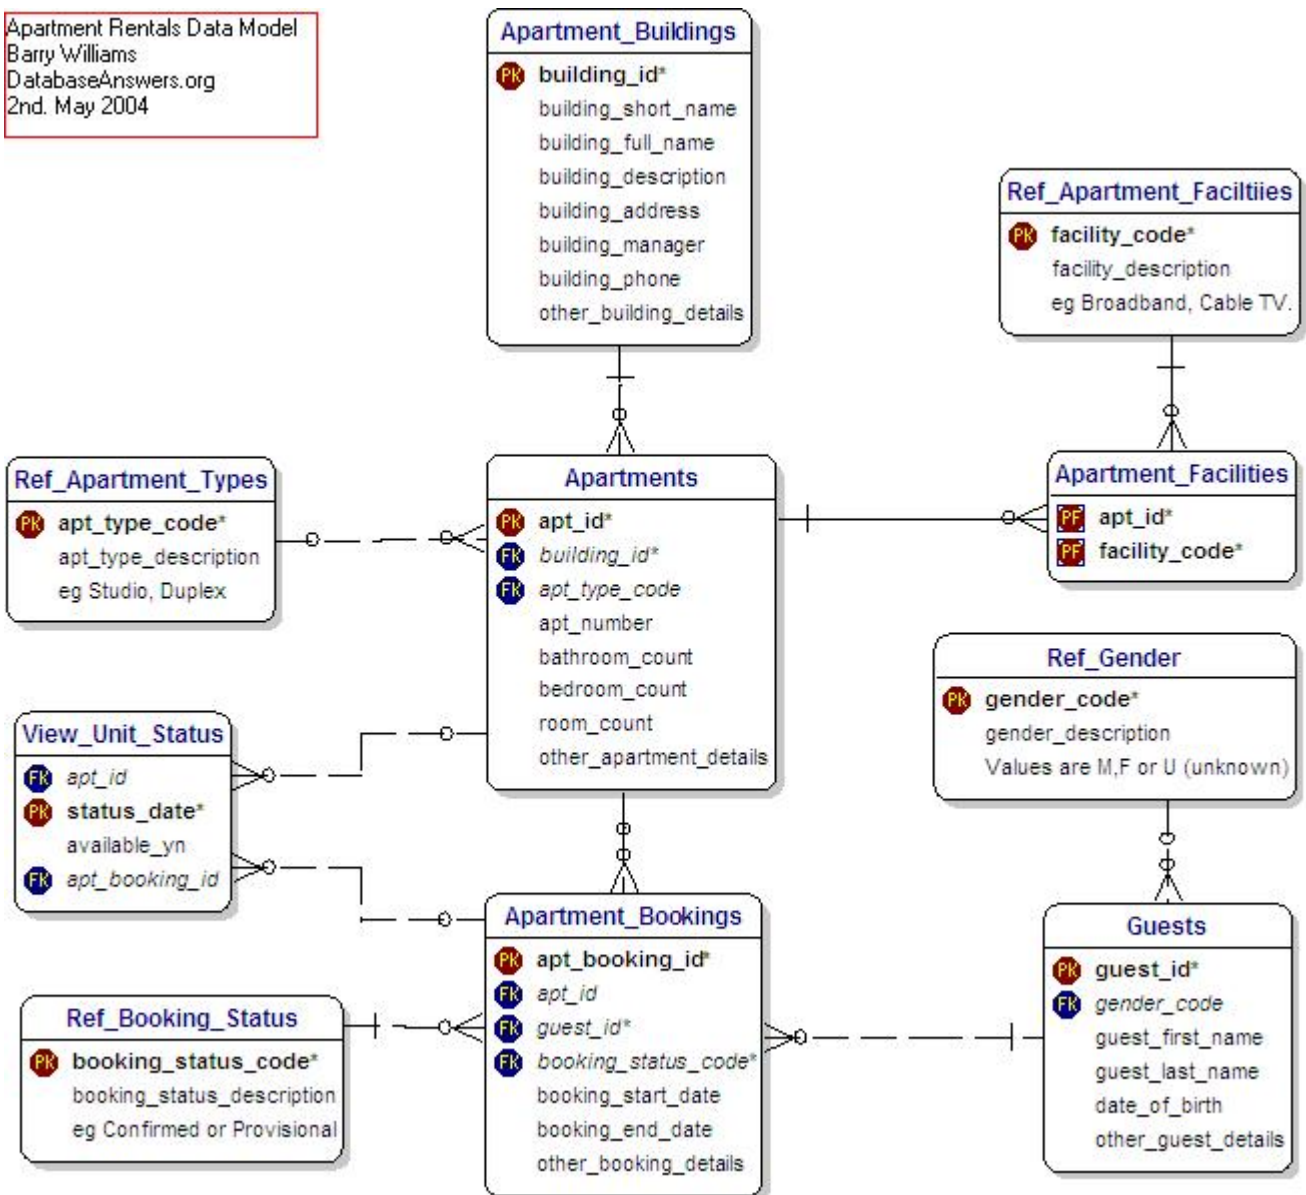 Apartment Rentals Data Model
Barry Williams
DatabaseAnswers.org
2nd. May 2004
Apartment_Buildings
PK building_id*
building_short_name
building_full_name
building_description
building_address
building_manager
building_phone
other_building_details
Ref_Apartment_Faciltiies
PK facility_code*
facility_description
eg Broadband, Cable TV.
Ref_Apartment_Types
PK apt_type_code*
apt_type_description
eg Studio, Duplex
Apartments
PK apt_id*
FK building_id*
FK apt_type_code
apt_number
bathroom_count
bedroom_count
room_count
other_apartment_details
Apartment_Facilities
PF apt_id*
PF facility_code*
Ref_Gender
PK gender_code*
gender_description
Values are M,F or U (unknown)
View_Unit_Status
FK apt_id
PK status_date*
available_yn
FK apt_booking_id
Apartment_Bookings
PK apt_booking_id*
FK apt_id
FK guest_id*
FK booking_status_code*
booking_start_date
booking_end_date
other_booking_details
Guests
PK guest_id*
FK gender_code
guest_first_name
guest_last_name
date_of_birth
other_guest_details
Ref_Booking_Status
PK booking_status_code*
booking_status_description
eg Confirmed or Provisional